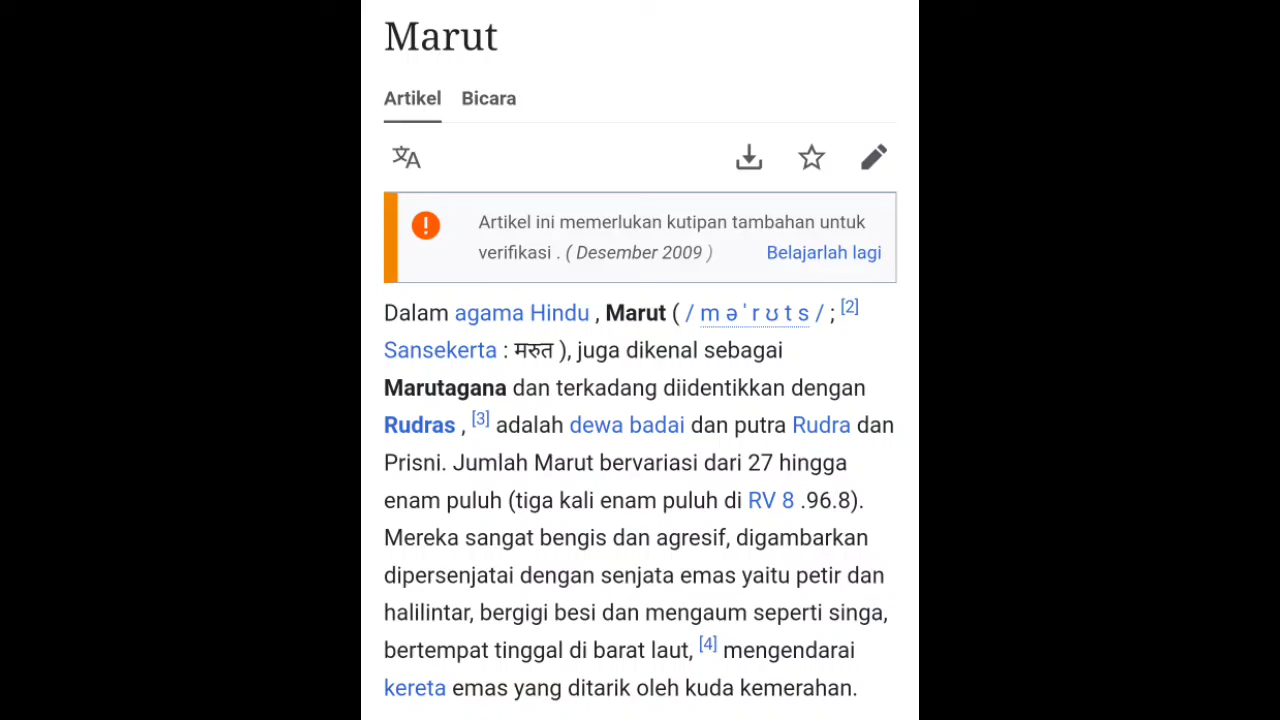 Marut
Artikel Bicara
Artikel ini memerlukan kutipan tambahan untuk
verifikasi . ( Desember 2009 ) Belajarlah lagi
Dalam agama Hindu , Marut ( / m ə ˈ r ʊ t s / ; [2]
Sansekerta : मरुत ), juga dikenal sebagai
Marutagana dan terkadang diidentikkan dengan
Rudras , [3] adalah dewa badai dan putra Rudra dan
Prisni. Jumlah Marut bervariasi dari 27 hingga
enam puluh (tiga kali enam puluh di RV 8 .96.8).
Mereka sangat bengis dan agresif, digambarkan
dipersenjatai dengan senjata emas yaitu petir dan
halilintar, bergigi besi dan mengaum seperti singa,
bertempat tinggal di barat laut, [4] mengendarai
kereta emas yang ditarik oleh kuda kemerahan.